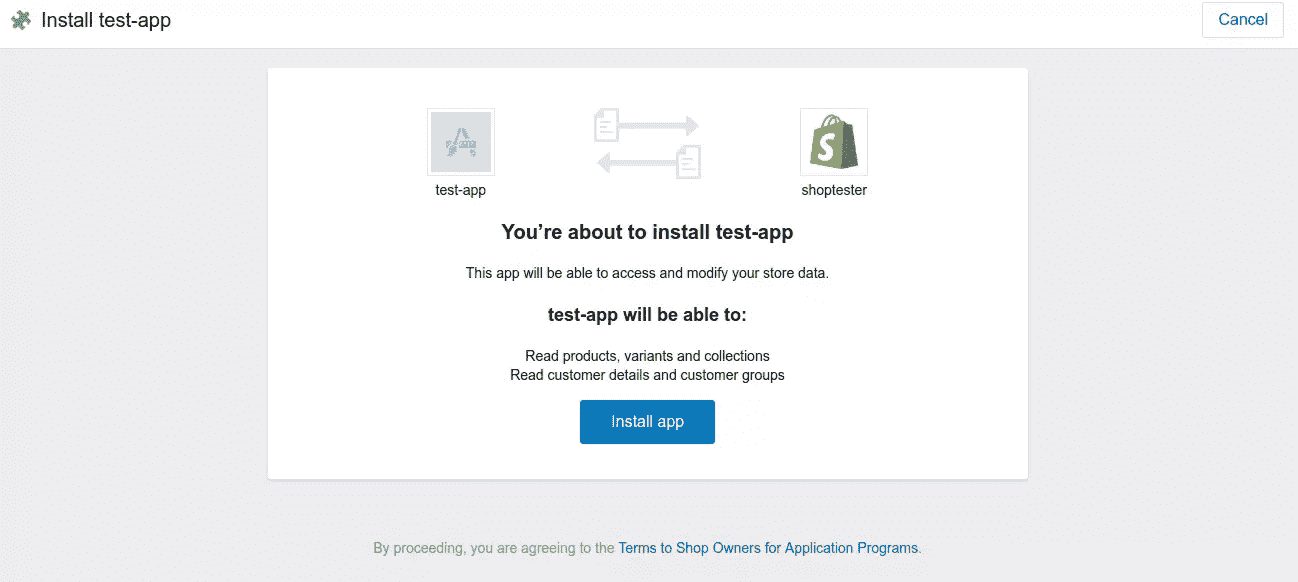 Install test-app
Cancel
test-app
shoptester
You’re about to install test-app
This app will be able to access and modify your store data.
test-app will be able to:
Read products, variants and collections
Read customer details and customer groups
Install app
By proceeding, you are agreeing to the Terms to Shop Owners for Application Programs.